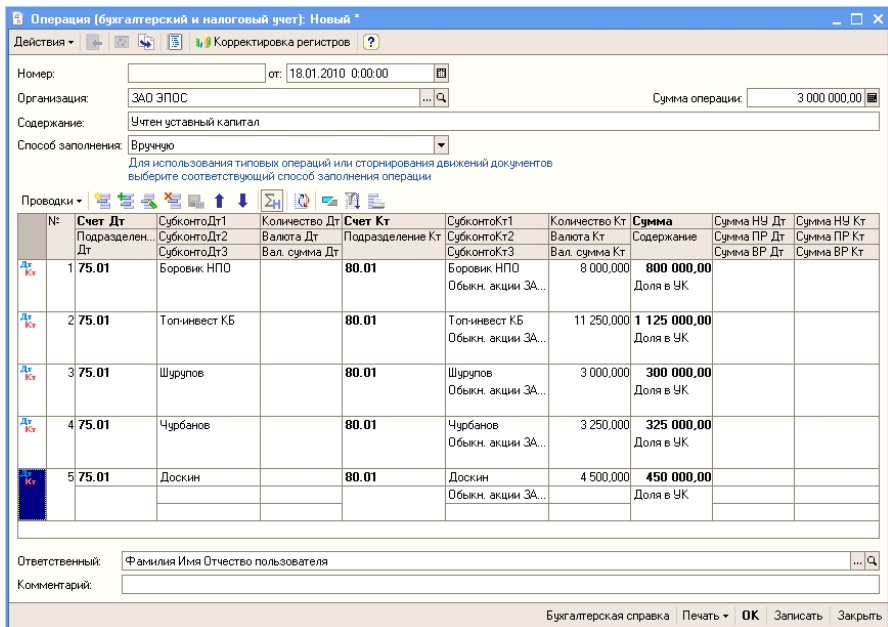 Операция (бухгалтерский и налоговый учет): Новый *
Действия Корректировка регистров ?
Номер: от: 18.01.2010 0:00:00
Организация: ЗАО ЭПОС ... Сумма операции: 3 000 000,00
Содержание: Учтен уставный капитал
Способ заполнения: Вручную
Для использования типовых операций или сторнирования движений документов
выберите соответствующий способ заполнения операции
Проводки
№ Счет Дт СубконтоДт1 Количество Дт Счет Кт СубконтоКт1 Количество Кт Сумма Сумма НУ Дт Сумма НУ Кт
Подразделен... СубконтоДт2 Валюта Дт Подразделение Кт СубконтоКт2 Валюта Кт Содержание Сумма ПР Дт Сумма ПР Кт
Дт СубконтоДт3 Вал. сумма Дт СубконтоКт3 Вал. сумма Кт Сумма ВР Дт Сумма ВР Кт
Дт Кт 1 75.01 Боровик НПО 80.01 Боровик НПО 8 000,000 800 000,00
Обыкн. акции ЗА... Доля в УК
Дт Кт 2 75.01 Топ-инвест КБ 80.01 Топ-инвест КБ 11 250,000 1 125 000,00
Обыкн. акции ЗА... Доля в УК
Дт Кт 3 75.01 Шурупов 80.01 Шурупов 3 000,000 300 000,00
Обыкн. акции ЗА... Доля в УК
Дт Кт 4 75.01 Чурбанов 80.01 Чурбанов 3 250,000 325 000,00
Обыкн. акции ЗА... Доля в УК
Дт Кт 5 75.01 Доскин 80.01 Доскин 4 500,000 450 000,00
Обыкн. акции ЗА... Доля в УК
Ответственный: Фамилия Имя Отчество пользователя ...
Комментарий:
Бухгалтерская справка Печать OK Записать Закрыть